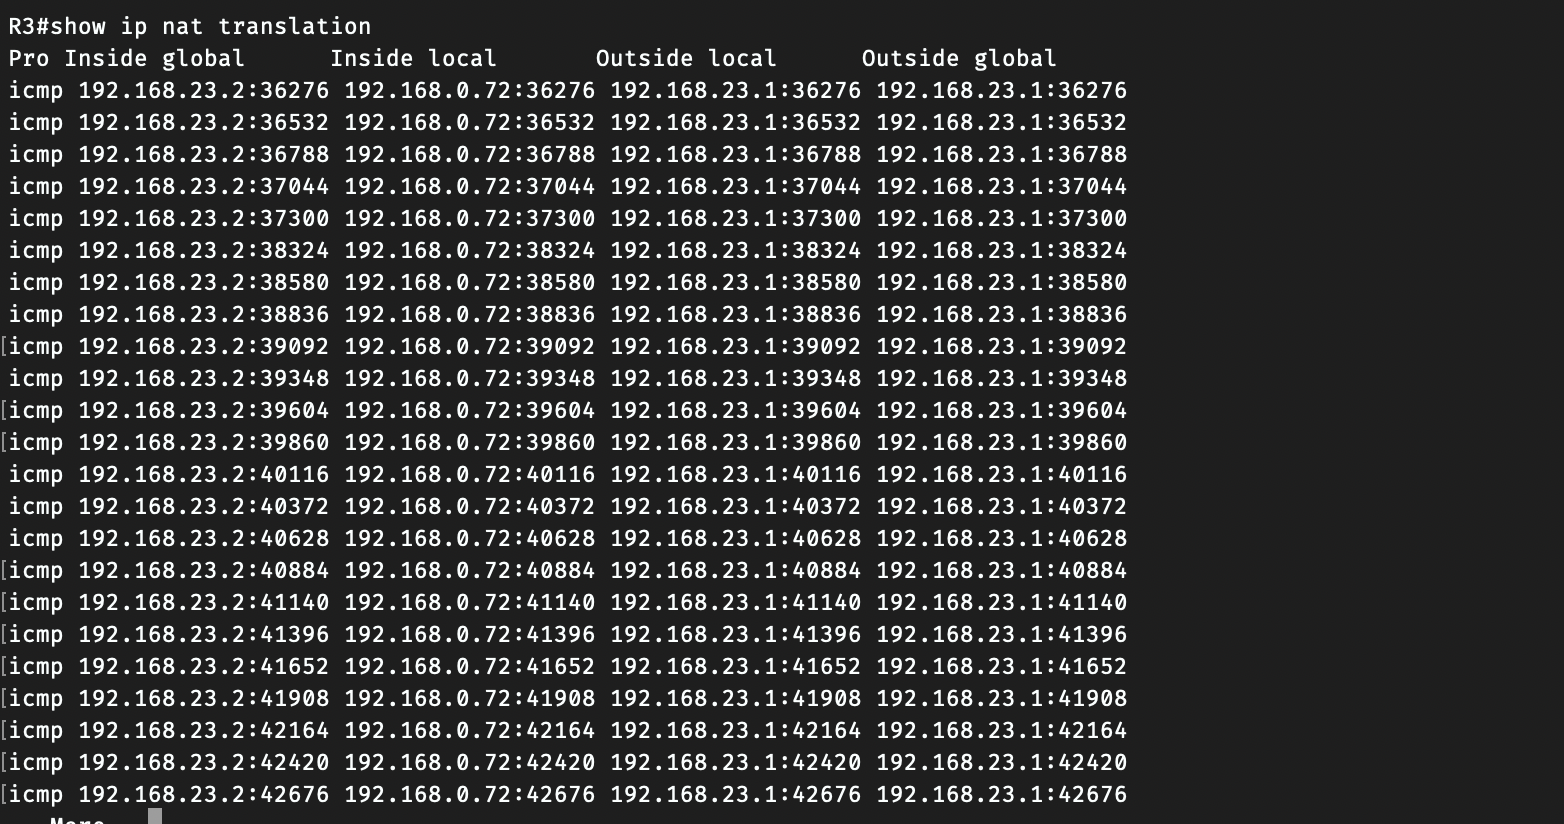 R3#show ip nat translation
Pro Inside global      Inside local       Outside local      Outside global
icmp 192.168.23.2:36276 192.168.0.72:36276 192.168.23.1:36276 192.168.23.1:36276
icmp 192.168.23.2:36532 192.168.0.72:36532 192.168.23.1:36532 192.168.23.1:36532
icmp 192.168.23.2:36788 192.168.0.72:36788 192.168.23.1:36788 192.168.23.1:36788
icmp 192.168.23.2:37044 192.168.0.72:37044 192.168.23.1:37044 192.168.23.1:37044
icmp 192.168.23.2:37300 192.168.0.72:37300 192.168.23.1:37300 192.168.23.1:37300
icmp 192.168.23.2:38324 192.168.0.72:38324 192.168.23.1:38324 192.168.23.1:38324
icmp 192.168.23.2:38580 192.168.0.72:38580 192.168.23.1:38580 192.168.23.1:38580
icmp 192.168.23.2:38836 192.168.0.72:38836 192.168.23.1:38836 192.168.23.1:38836
[icmp 192.168.23.2:39092 192.168.0.72:39092 192.168.23.1:39092 192.168.23.1:39092
icmp 192.168.23.2:39348 192.168.0.72:39348 192.168.23.1:39348 192.168.23.1:39348
[icmp 192.168.23.2:39604 192.168.0.72:39604 192.168.23.1:39604 192.168.23.1:39604
[icmp 192.168.23.2:39860 192.168.0.72:39860 192.168.23.1:39860 192.168.23.1:39860
icmp 192.168.23.2:40116 192.168.0.72:40116 192.168.23.1:40116 192.168.23.1:40116
icmp 192.168.23.2:40372 192.168.0.72:40372 192.168.23.1:40372 192.168.23.1:40372
icmp 192.168.23.2:40628 192.168.0.72:40628 192.168.23.1:40628 192.168.23.1:40628
[icmp 192.168.23.2:40884 192.168.0.72:40884 192.168.23.1:40884 192.168.23.1:40884
[icmp 192.168.23.2:41140 192.168.0.72:41140 192.168.23.1:41140 192.168.23.1:41140
[icmp 192.168.23.2:41396 192.168.0.72:41396 192.168.23.1:41396 192.168.23.1:41396
[icmp 192.168.23.2:41652 192.168.0.72:41652 192.168.23.1:41652 192.168.23.1:41652
[icmp 192.168.23.2:41908 192.168.0.72:41908 192.168.23.1:41908 192.168.23.1:41908
[icmp 192.168.23.2:42164 192.168.0.72:42164 192.168.23.1:42164 192.168.23.1:42164
[icmp 192.168.23.2:42420 192.168.0.72:42420 192.168.23.1:42420 192.168.23.1:42420
[icmp 192.168.23.2:42676 192.168.0.72:42676 192.168.23.1:42676 192.168.23.1:42676
More